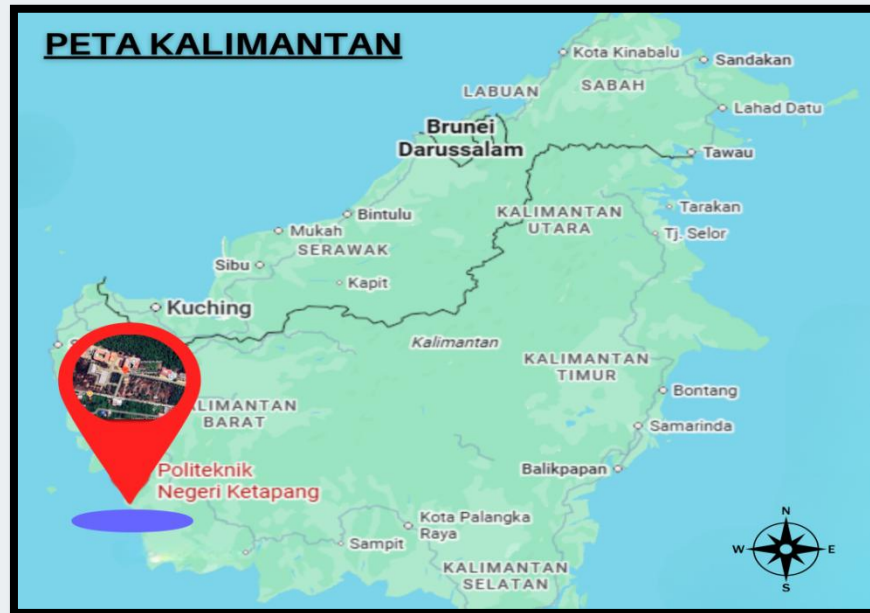 PETA KALIMANTAN
Kota Kinabalu
Sandakan
LABUAN
SABAH
Lahad Datu
Brunei
Darussalam
Tawau
Bintulu
KALIMANTAN
UTARA
Tarakan
Mukah
Tj. Selor
SERAWAK
Sibu
Kapit
Kuching
Kalimantan
KALIMANTAN
TIMUR
Bontang
ALIMANTAN
BARAT
Samarinda
Balikpapan
Politeknik
Negeri Ketapang
Kota Palangka
Raya
Sampit
KALIMANTAN
SELATAN
N
W
E
S